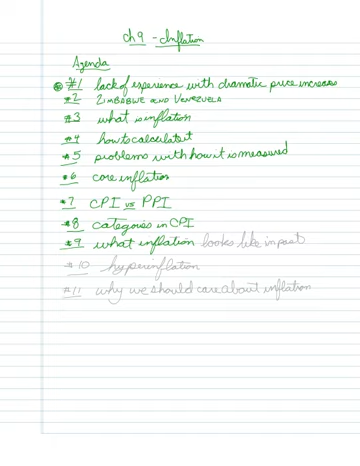 Ch 9 - Inflation
Agenda
#1 lack of experience with dramatic price increase
#2 ZIMBABWE AND VENEZUELA
#3 what is inflation
#4 how to calculate it
#5 problems with how it is measured
#6 core inflation
#7 CPI vs PPI
#8 categories in CPI
#9 what inflation looks like in past
#10 hyperinflation
#11 why we should care about inflation